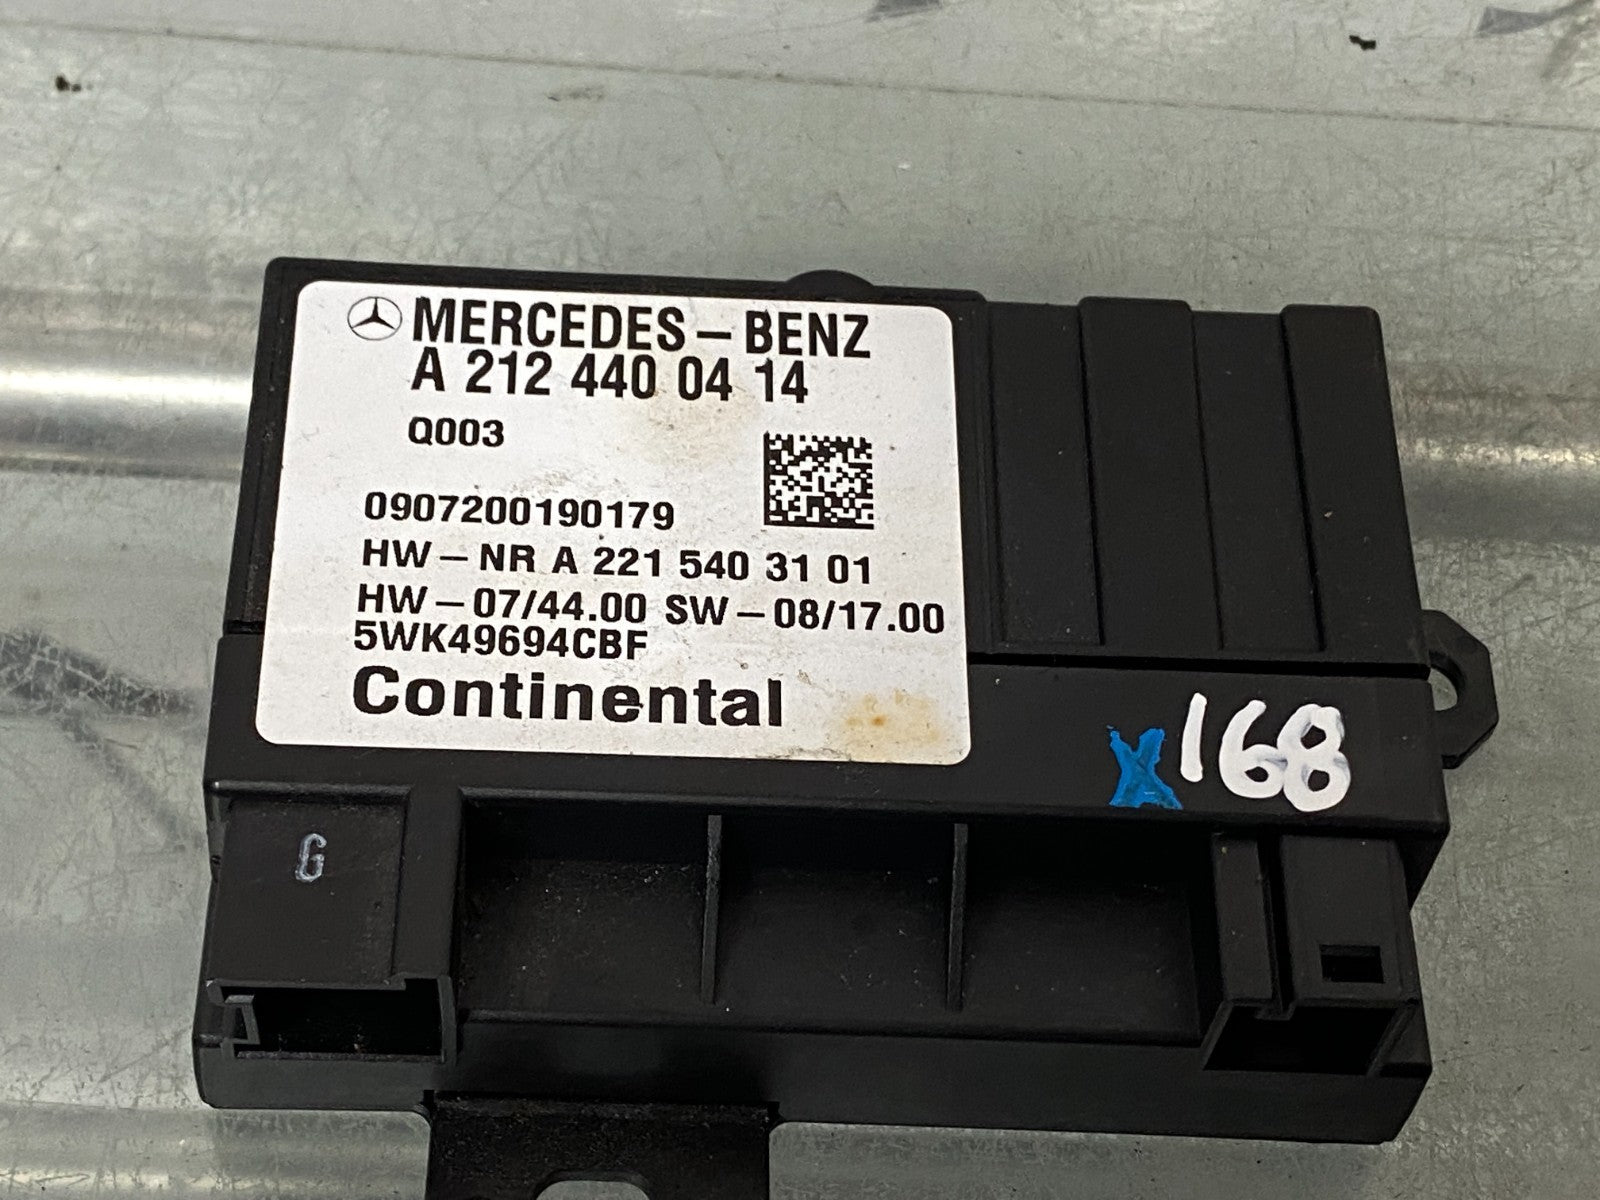 MERCEDES-BENZ
A 212 440 04 14
Q003
0907200190179
HW-NR A 221 540 31 01
HW-07/44.00 SW-08/17.00
5WK49694CBF
Continental
X 168
G